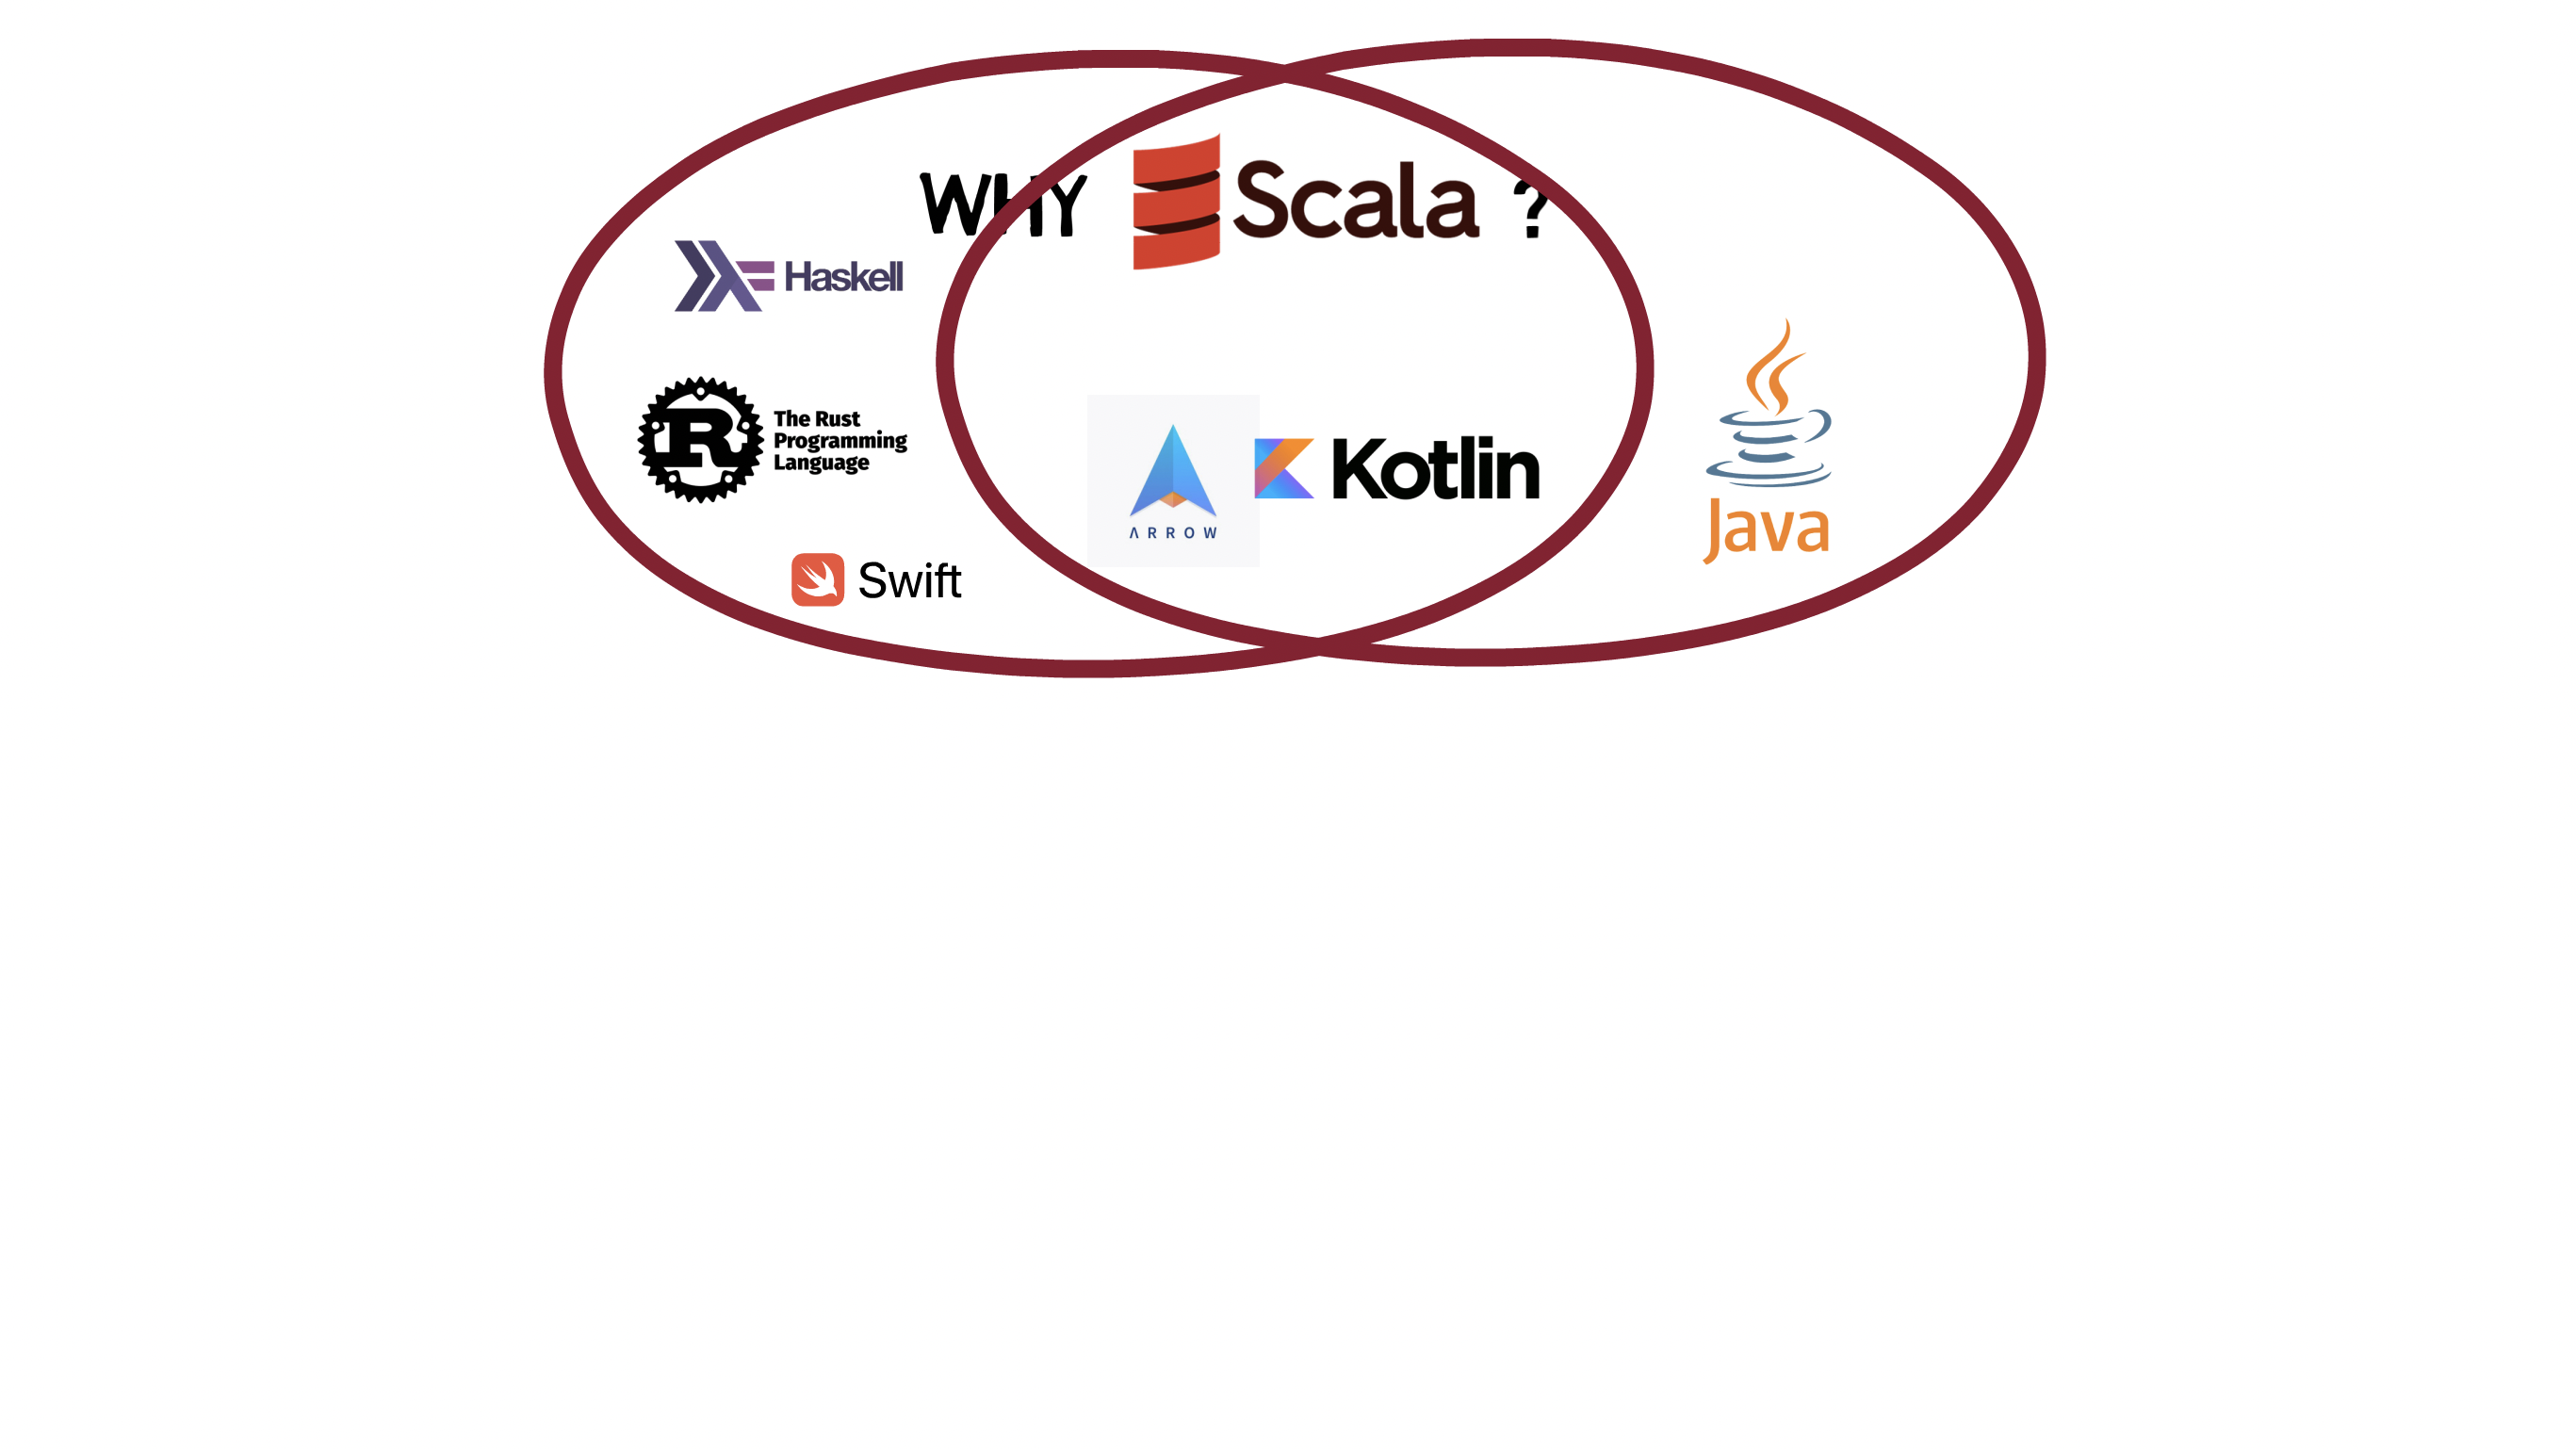 WHY Scala ?
Haskell
The Rust
Programming
Language
Swift
ARROW
Kotlin
Java